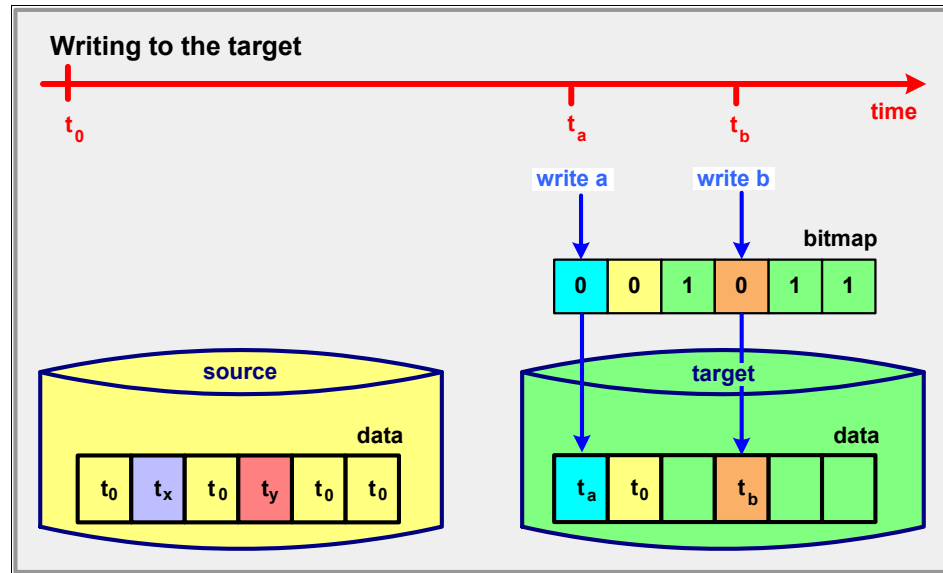 Writing to the target
time
t0 ta tb
write a write b
bitmap
0 0 1 0 1 1
source target
data data
t0 tx t0 ty t0 t0 ta t0 tb